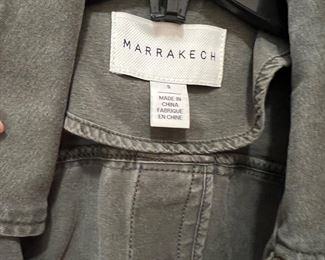 MARRAKECH
S
MADE IN
CHINA
FABRIQUÉ
EN CHINE